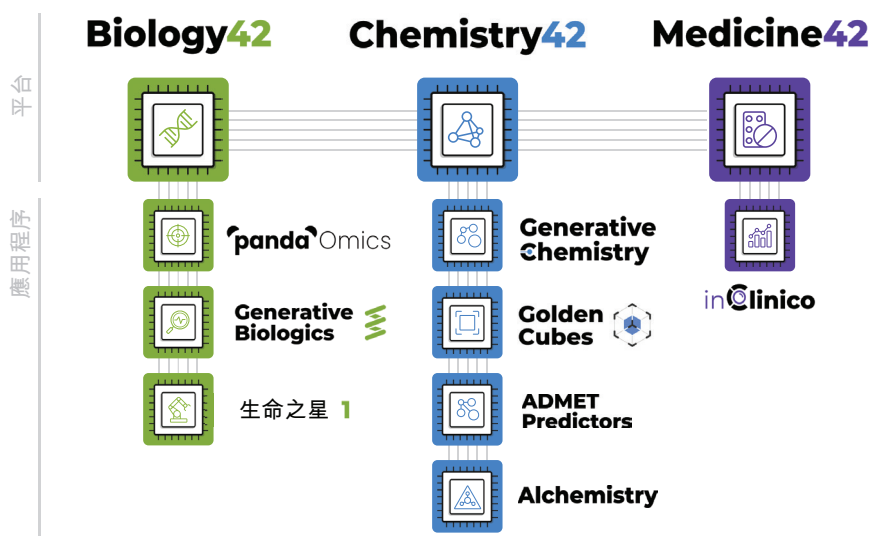 Biology42
Chemistry42
Medicine42
平台
應用程序
pandaOmics
Generative
Biologics
生命之星 1
Generative
Chemistry
Golden
Cubes
ADMET
Predictors
Alchemistry
inClinico